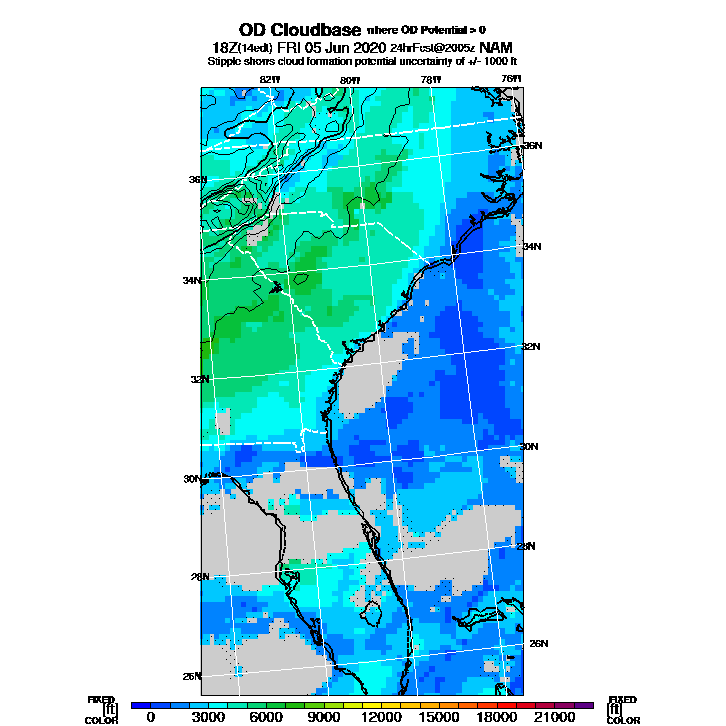 OD Cloudbase where OD Potential > 0
18Z(14edt) FRI 05 Jun 2020 24hrFcst@2005z NAM
Stipple shows cloud formation potential uncertainty of +/- 1000 ft
82W 80W 78W 76W
36N
36N
34N
34N
32N
32N
30N
30N
28N
28N
26N
26N
FIXED FIXED
[ft] [ft]
COLOR COLOR
0 3000 6000 9000 12000 15000 18000 21000